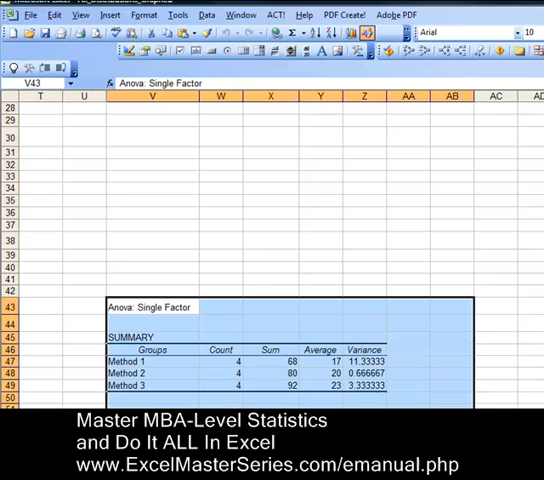 File Edit View Insert Format Tools Data Window ACT! Help PDF Create! Adobe PDF
Arial 10
V43 fx Anova: Single Factor
T U V W X Y Z AA AB AC AD
28
29
30
31
32
33
34
35
36
37
38
39
40
41
42
43 Anova: Single Factor
44
45 SUMMARY
46 Groups Count Sum Average Variance
47 Method 1 4 68 17 11.33333
48 Method 2 4 80 20 0.666667
49 Method 3 4 92 23 3.333333
50
Master MBA-Level Statistics
and Do It ALL In Excel
www.ExcelMasterSeries.com/emanual.php